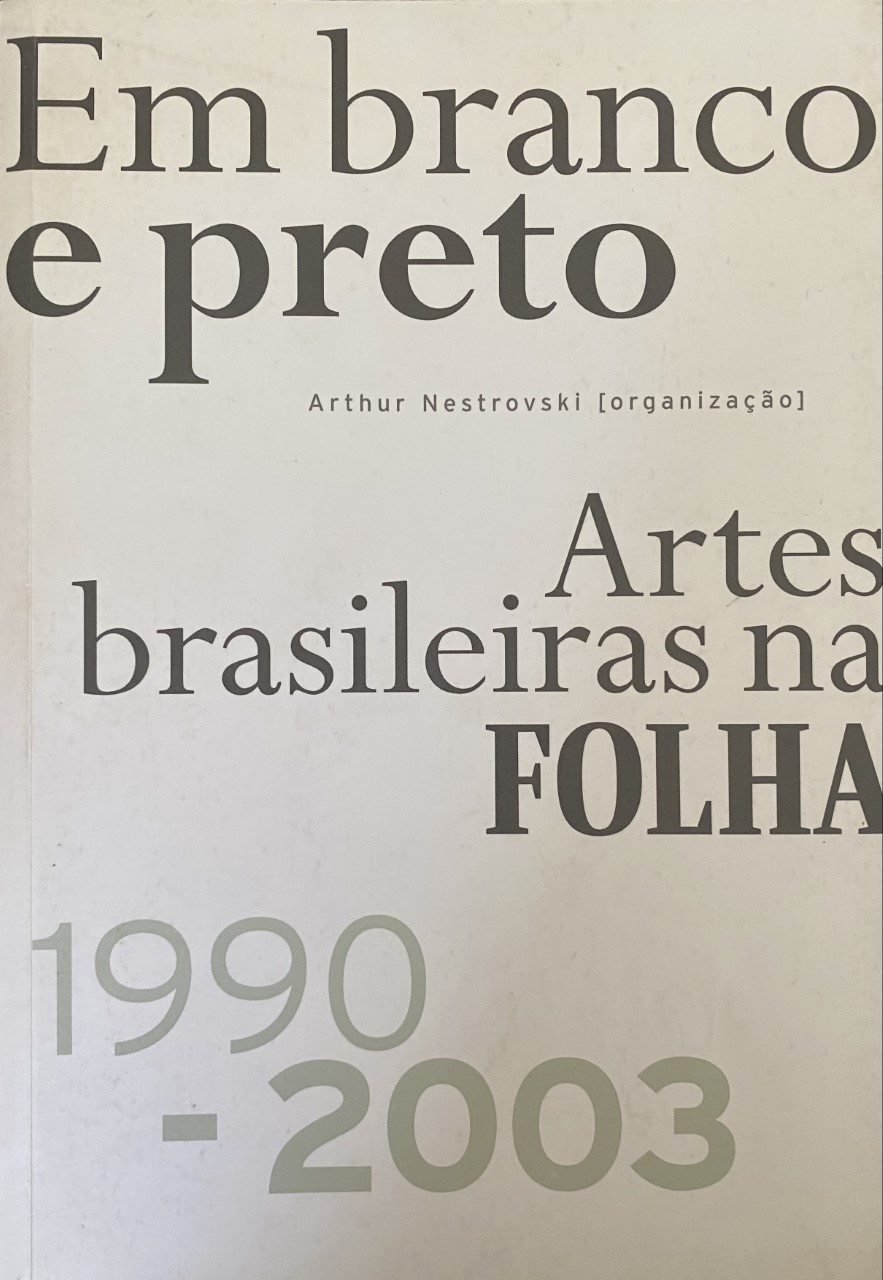 Em branco
e preto
Arthur Nestrovski [organização]
Artes
brasileiras na
FOLHA
1990
- 2003